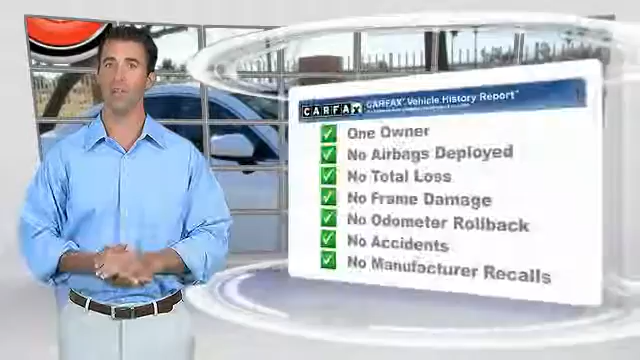 CARFAX CARFAX Vehicle History Report™
One Owner
No Airbags Deployed
No Total Loss
No Frame Damage
No Odometer Rollback
No Accidents
No Manufacturer Recalls